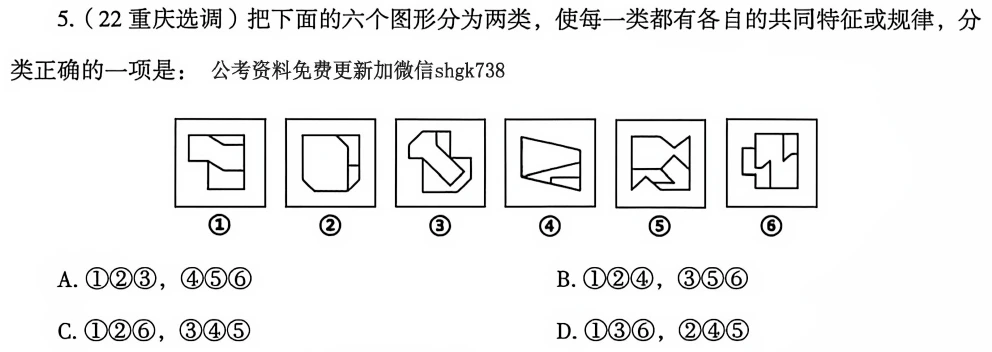 5.（22 重庆选调）把下面的六个图形分为两类，使每一类都有各自的共同特征或规律，分
类正确的一项是： 公考资料免费更新加微信shgk738
① ② ③ ④ ⑤ ⑥
A. ①②③，④⑤⑥ B. ①②④，③⑤⑥
C. ①②⑥，③④⑤ D. ①③⑥，②④⑤